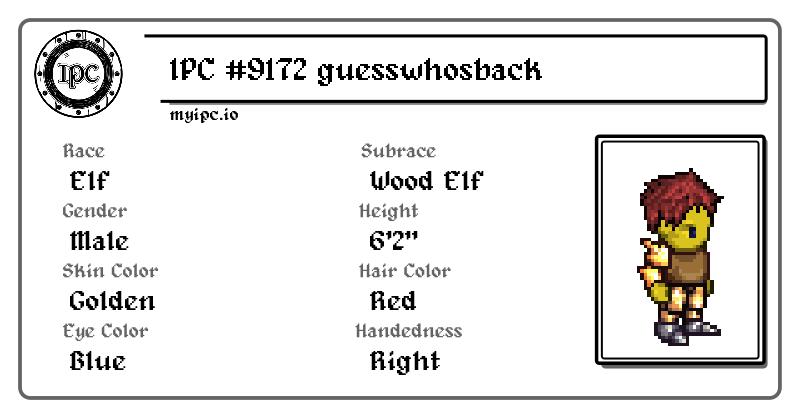 IPC
IPC #9172 guesswhosback
myipc.io
Race
Elf
Subrace
Wood Elf
Gender
Male
Height
6'2"
Skin Color
Golden
Hair Color
Red
Eye Color
Blue
Handedness
Right